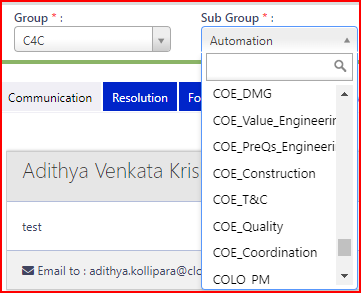 Group * :
Sub Group * :
C4C
Automation
COE_DMG
COE_Value_Engineerin
COE_PreQs_Engineeri
COE_Construction
COE_T&C
COE_Quality
COE_Coordination
COLO_PM
Communication
Resolution
Fo
Adithya Venkata Kris
test
Email to : adithya.kollipara@clc